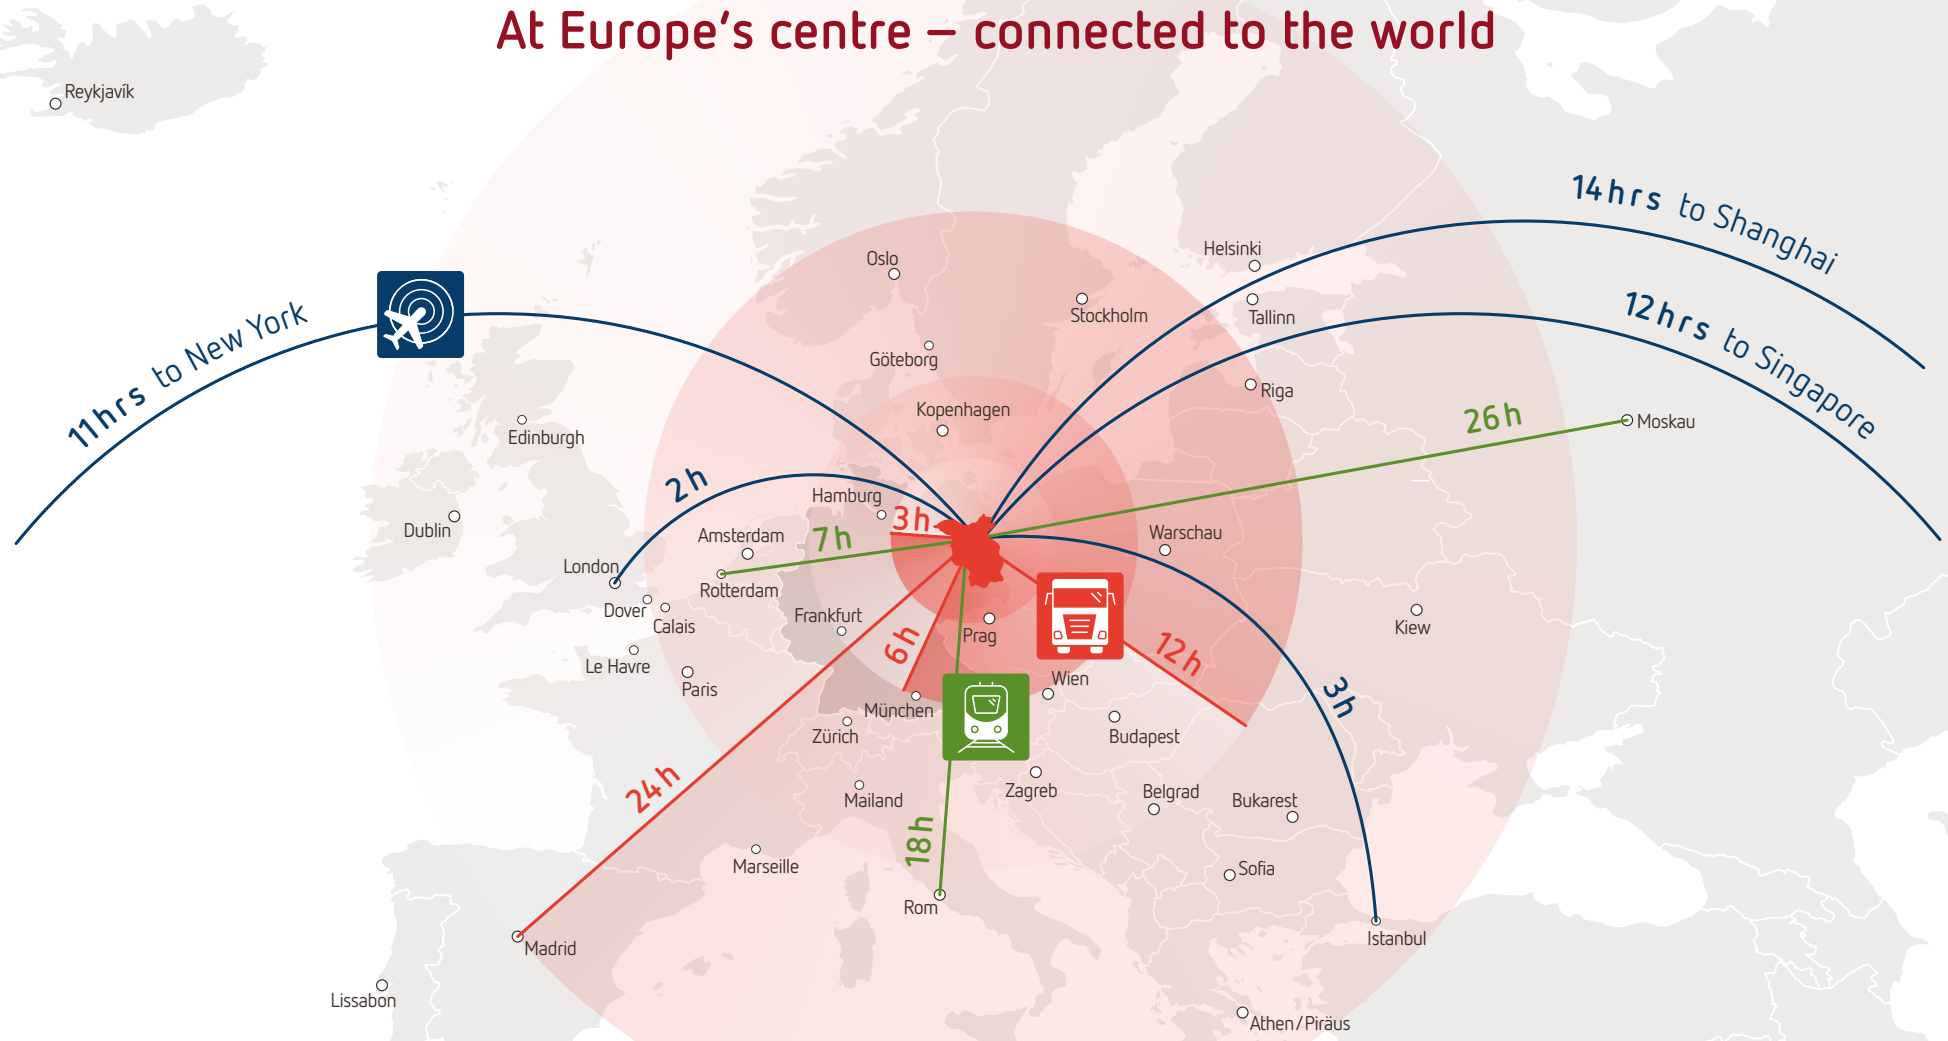 At Europe‘s centre – connected to the world
Reykjavík
14hrs to Shanghai
Helsinki
Oslo
Stockholm
Tallinn
11hrs to New York
12hrs to Singapore
Göteborg
Riga
Kopenhagen
26h
Moskau
Edinburgh
2h
Hamburg
3h
Dublin
Amsterdam
7h
Warschau
London
Rotterdam
Dover
Calais
Frankfurt
Prag
Kiew
6h
12h
Le Havre
Paris
Wien
3h
München
Zürich
Budapest
24h
Mailand
Zagreb
Belgrad
Bukarest
18h
Marseille
Sofia
Rom
Madrid
Istanbul
Lissabon
Athen/Piräus